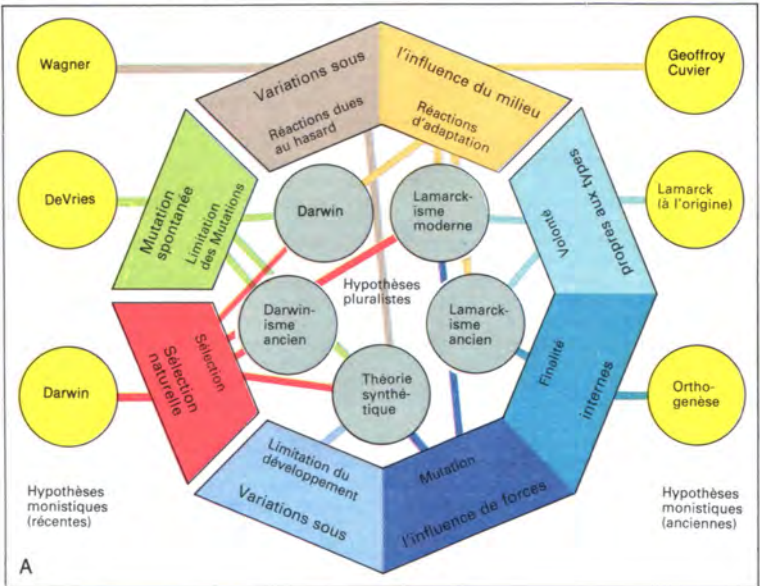 Wagner
Variations sous
l'influence du milieu
Geoffroy
Cuvier
Réactions dues
au hasard
Réactions
d'adaptation
DeVries
Mutation
spontanée
Limitation
des Mutations
Darwin
Lamarck-
isme
moderne
propres aux types
Volonté
Lamarck
(à l'origine)
Hypothèses
pluralistes
Darwin-
isme
ancien
Lamarck-
isme
ancien
Darwin
Sélection
naturelle
Sélection
Théorie
synthé-
tique
Finalité
internes
Ortho-
genèse
Limitation du
développement
Variations sous
Mutation
l'influence de forces
Hypothèses
monistiques
(récentes)
Hypothèses
monistiques
(anciennes)
A